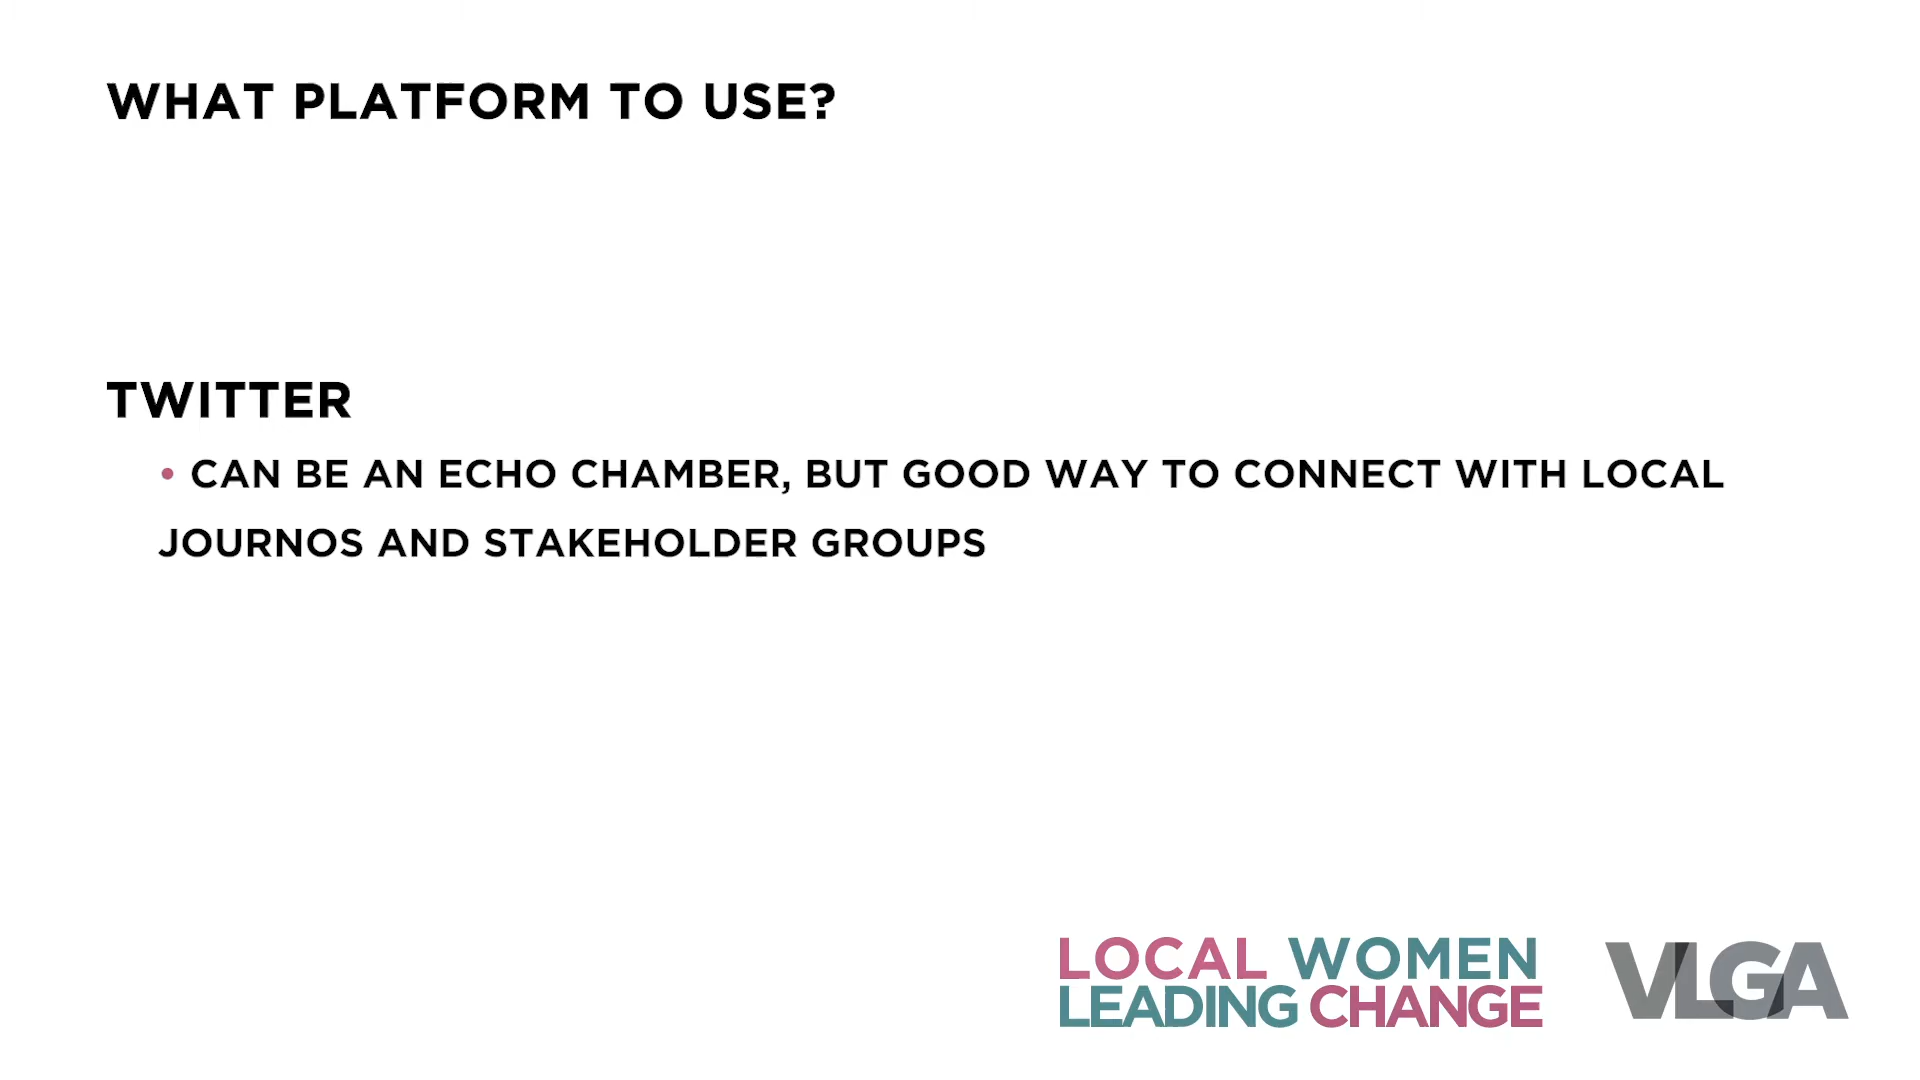 WHAT PLATFORM TO USE?
TWITTER
• CAN BE AN ECHO CHAMBER, BUT GOOD WAY TO CONNECT WITH LOCAL
JOURNOS AND STAKEHOLDER GROUPS
LOCAL WOMEN
LEADING CHANGE
VLGA